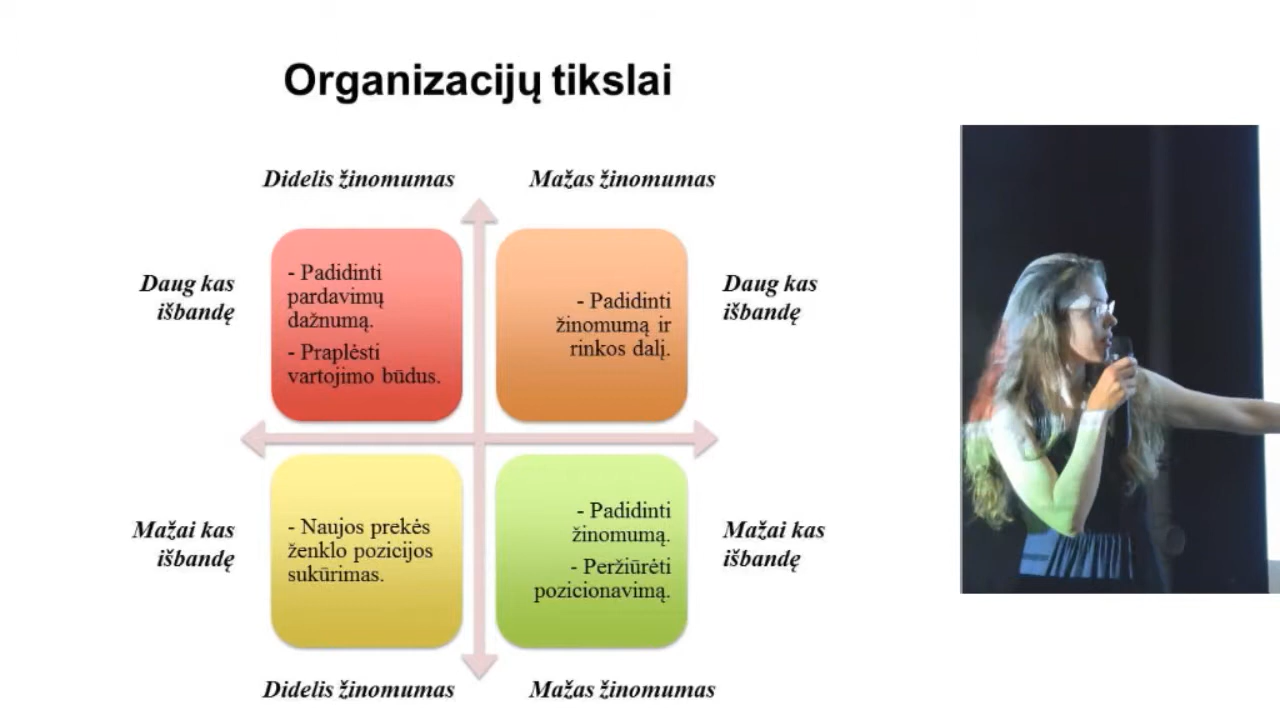 Organizacijų tikslai
Didelis žinomumas
Mažas žinomumas
Daug kas
išbandę
- Padidinti
pardavimų
dažnumą.
- Praplėsti
vartojimo būdus.
- Padidinti
žinomumą ir
rinkos dalį.
Daug kas
išbandę
Mažai kas
išbandę
- Naujos prekės
ženklo pozicijos
sukūrimas.
- Padidinti
žinomumą.
- Peržiūrėti
pozicionavimą.
Mažai kas
išbandę
Didelis žinomumas
Mažas žinomumas